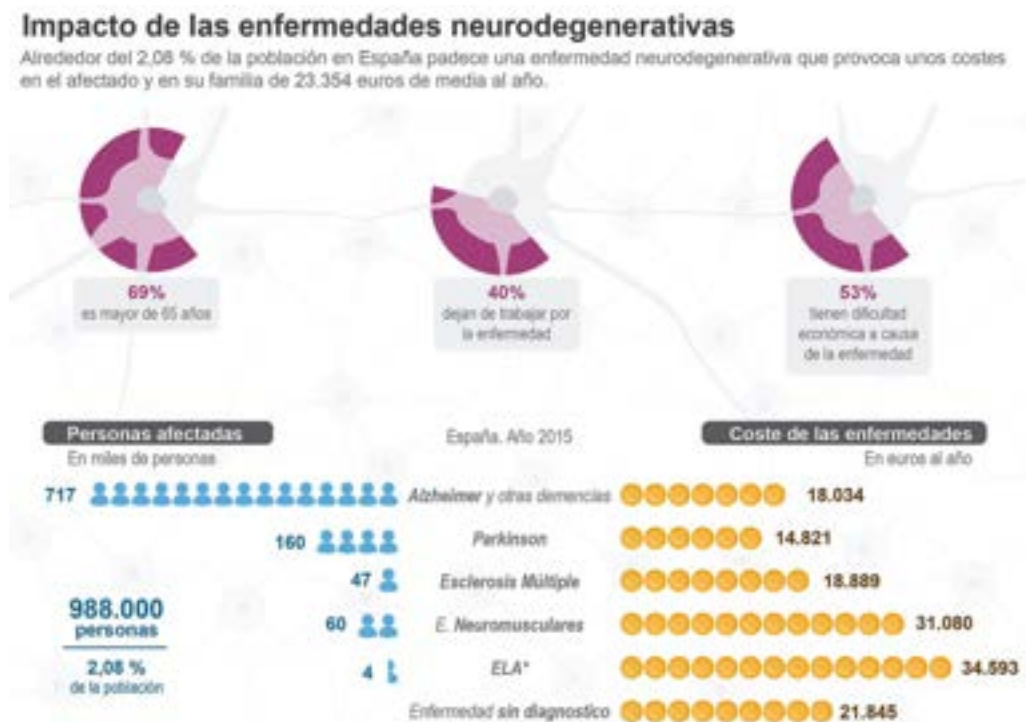 Impacto de las enfermedades neurodegenerativas
Alrededor del 2,08 % de la población en España padece una enfermedad neurodegenerativa que provoca unos costes
en el afectado y en su familia de 23.354 euros de media al año.
69%
es mayor de 65 años
40%
dejan de trabajar por
la enfermedad
53%
tienen dificultad
económica a causa
de la enfermedad
Personas afectadas
En miles de personas
España. Año 2015
Coste de las enfermedades
En euros al año
717 Alzheimer y otras demencias 18.034
160 Parkinson 14.821
47 Esclerosis Múltiple 18.889
60 E. Neuromusculares 31.080
4 ELA* 34.593
Enfermedad sin diagnostico 21.845
988.000
personas
2,08 %
de la población